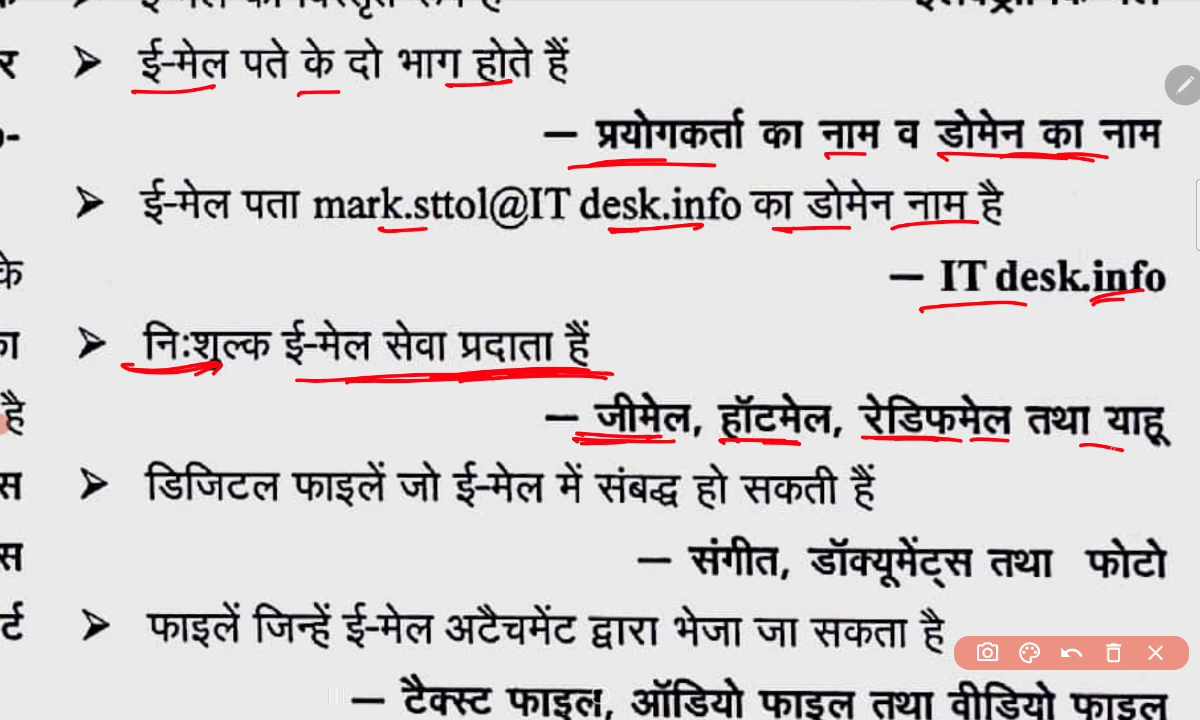 ➤ ई-मेल पते के दो भाग होते हैं
— प्रयोगकर्ता का नाम व डोमेन का नाम
➤ ई-मेल पता mark.sttol@IT desk.info का डोमेन नाम है
— IT desk.info
➤ निःशुल्क ई-मेल सेवा प्रदाता हैं
— जीमेल, हॉटमेल, रेडिफमेल तथा याहू
➤ डिजिटल फाइलें जो ई-मेल में संबद्ध हो सकती हैं
— संगीत, डॉक्यूमेंट्स तथा फोटो
➤ फाइलें जिन्हें ई-मेल अटैचमेंट द्वारा भेजा जा सकता है
— टैक्स्ट फाइल, ऑडियो फाइल तथा वीडियो फाइल